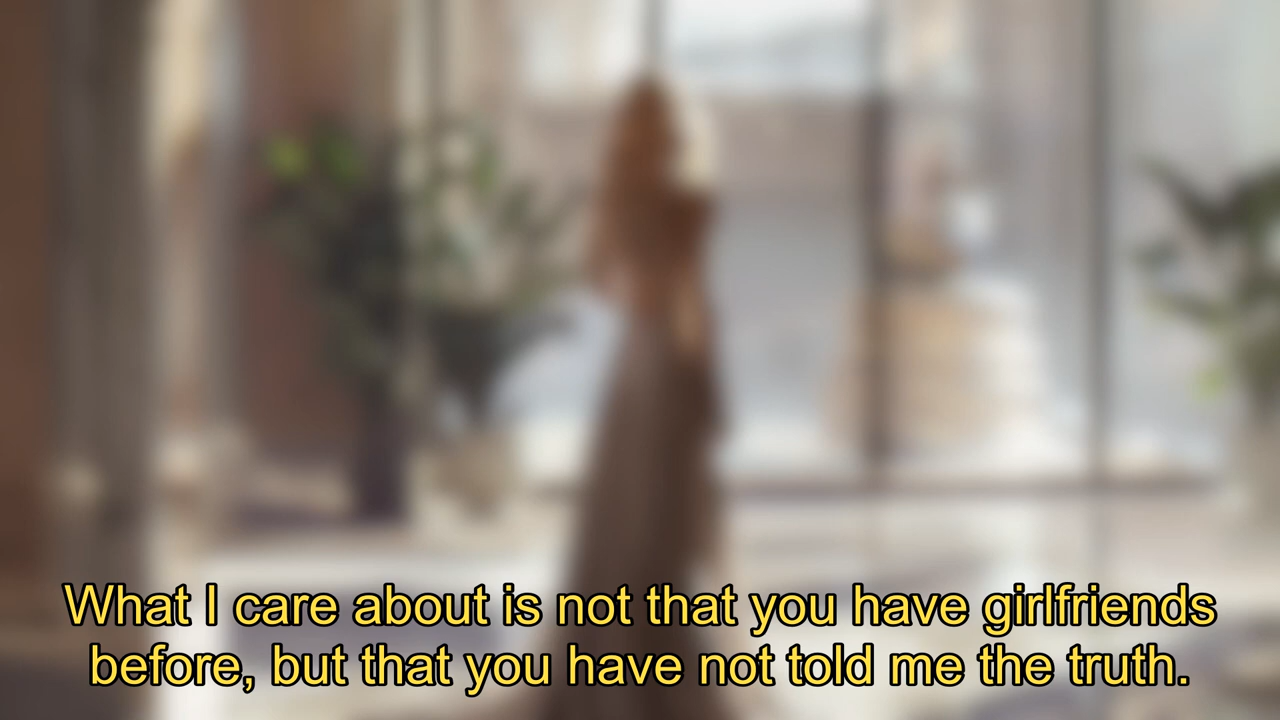 What I care about is not that you have girlfriends
before, but that you have not told me the truth.